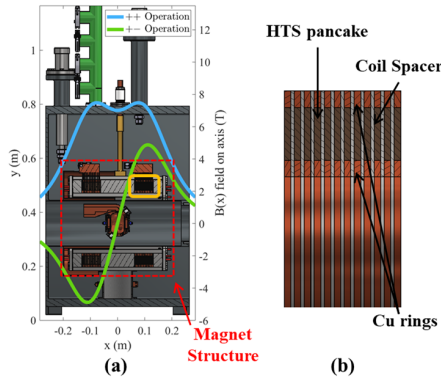 ++ Operation
+− Operation
1
0.8
0.6
0.4
0.2
0
y (m)
-0.2 -0.1 0 0.1 0.2
x (m)
12
10
8
6
4
2
0
-2
-4
-6
B(x) field on axis (T)
Magnet
Structure
(a)
HTS pancake
Coil Spacer
Cu rings
(b)